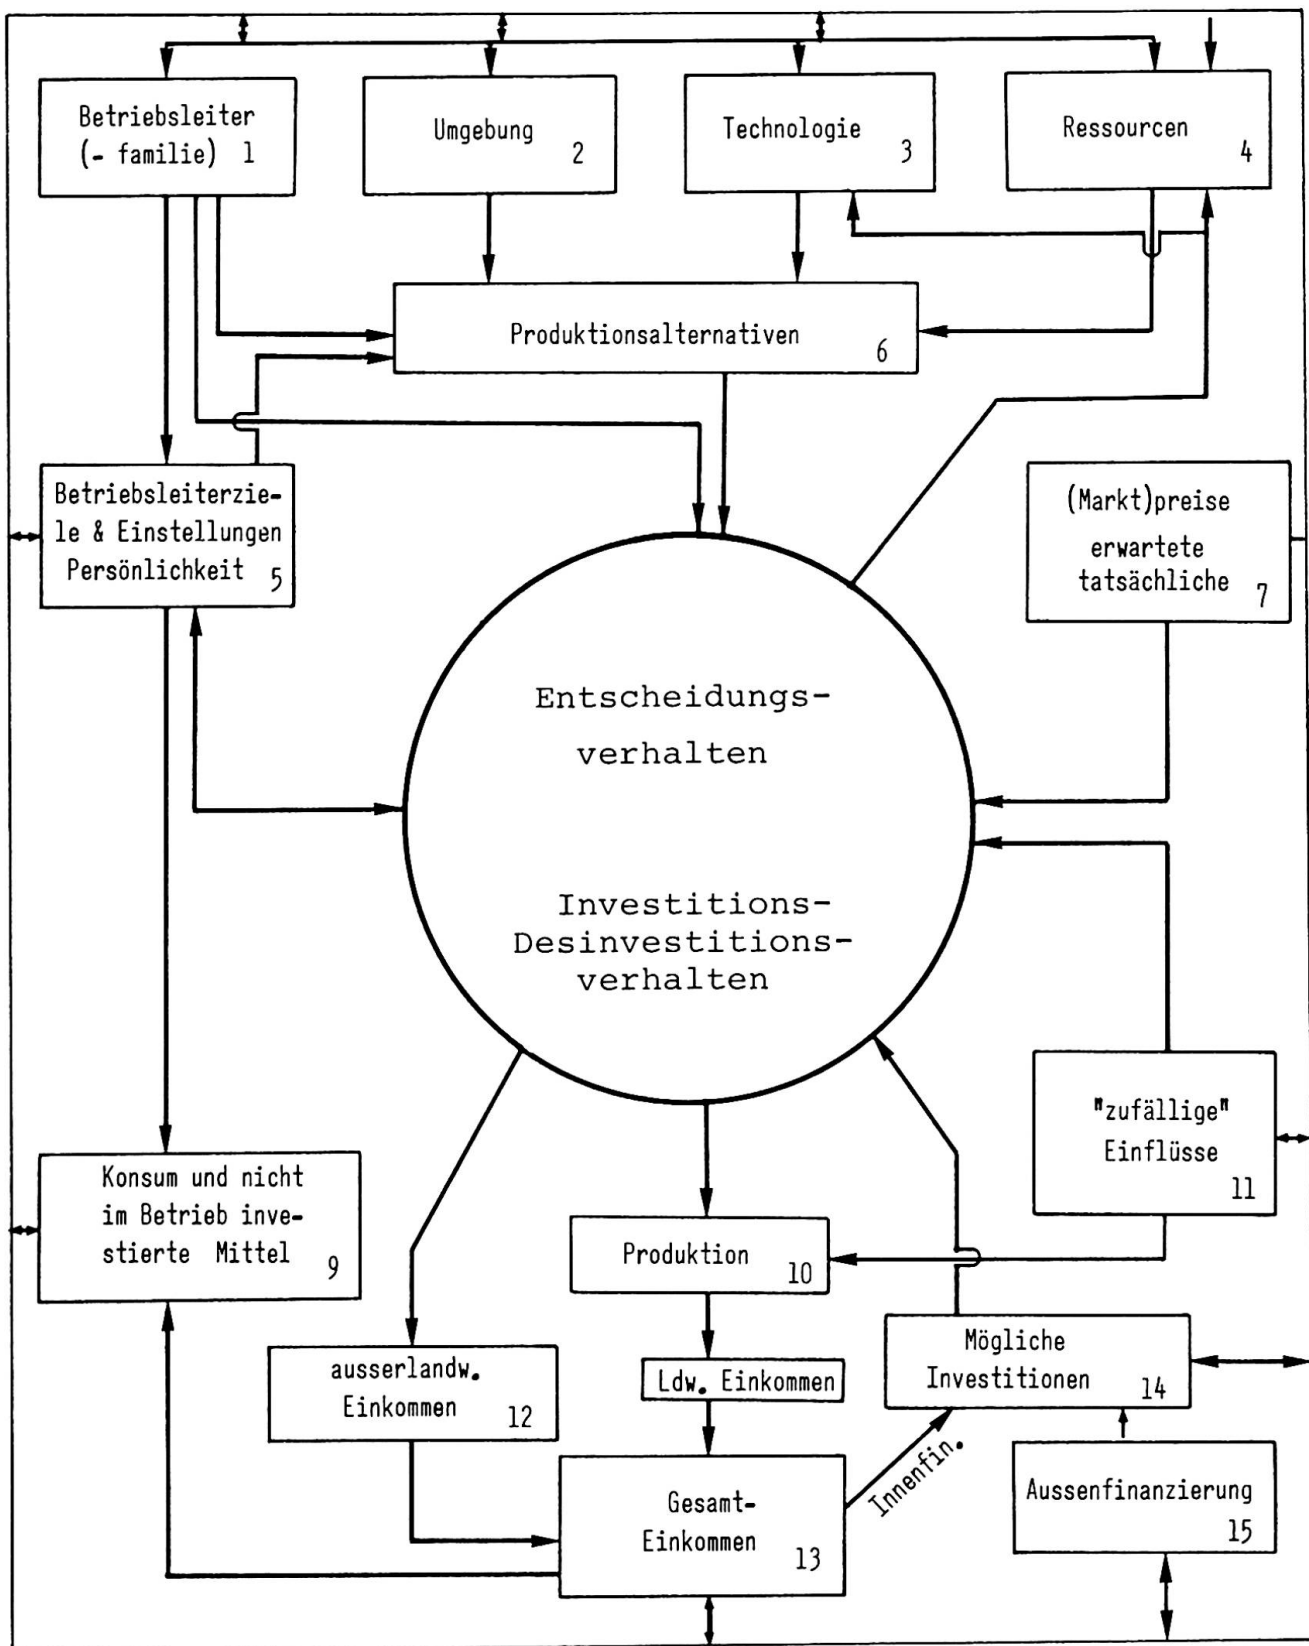 Betriebsleiter
(- familie) 1
Umgebung
2
Technologie
3
Ressourcen
4
Produktionsalternativen
6
Betriebsleiterzie-
le & Einstellungen
Persönlichkeit 5
(Markt)preise
erwartete
tatsächliche
7
Entscheidungs-
verhalten
Investitions-
Desinvestitions-
verhalten
"zufällige"
Einflüsse
11
Konsum und nicht
im Betrieb inve-
stierte Mittel
9
Produktion
10
ausserlandw.
Einkommen
12
Ldw. Einkommen
Mögliche
Investitionen
14
Innenfin.
Gesamt-
Einkommen
13
Aussenfinanzierung
15